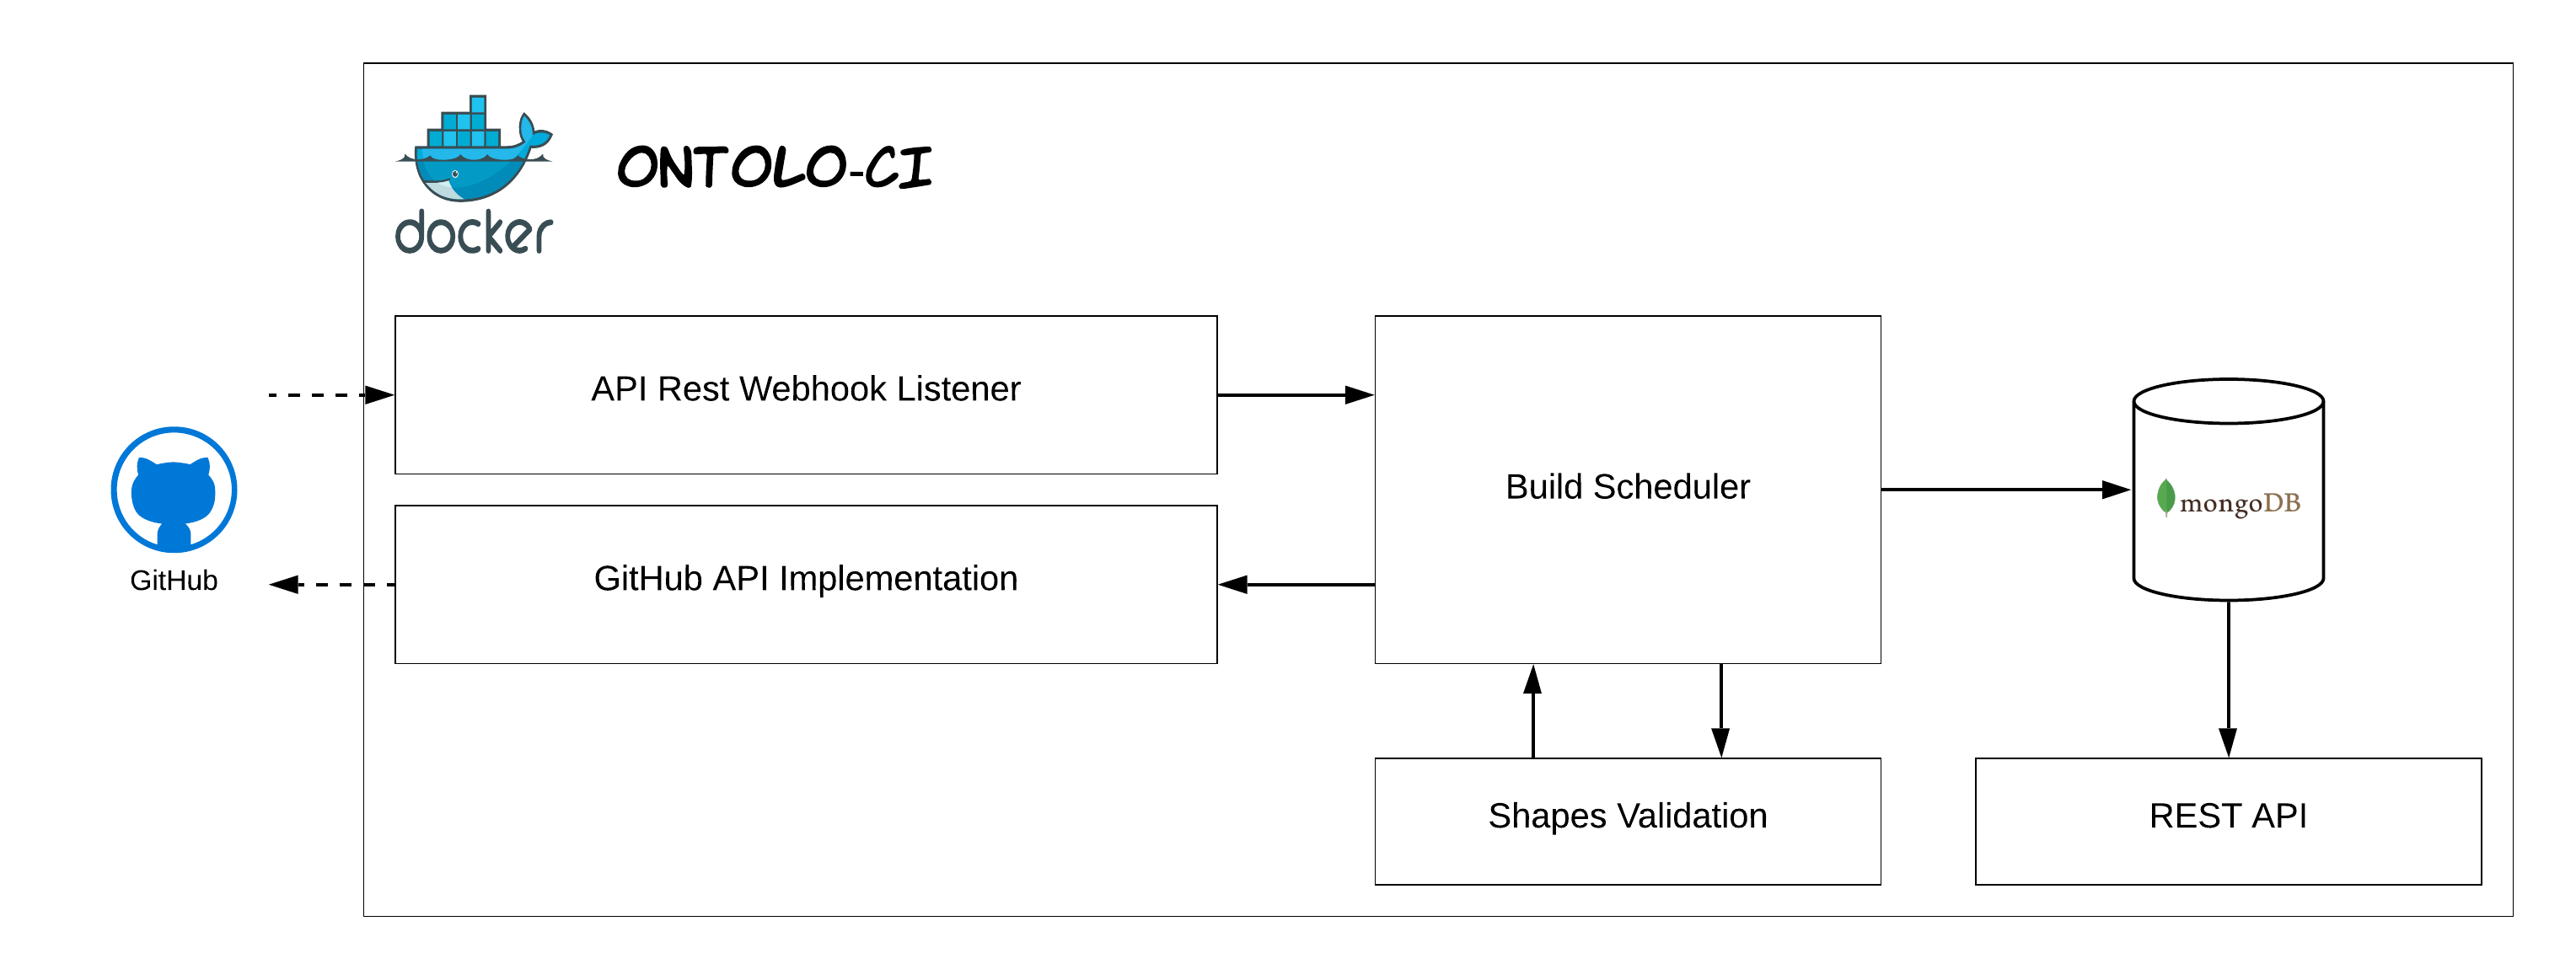 docker
ONTOLO-CI
API Rest Webhook Listener
GitHub API Implementation
GitHub
Build Scheduler
mongoDB
Shapes Validation
REST API